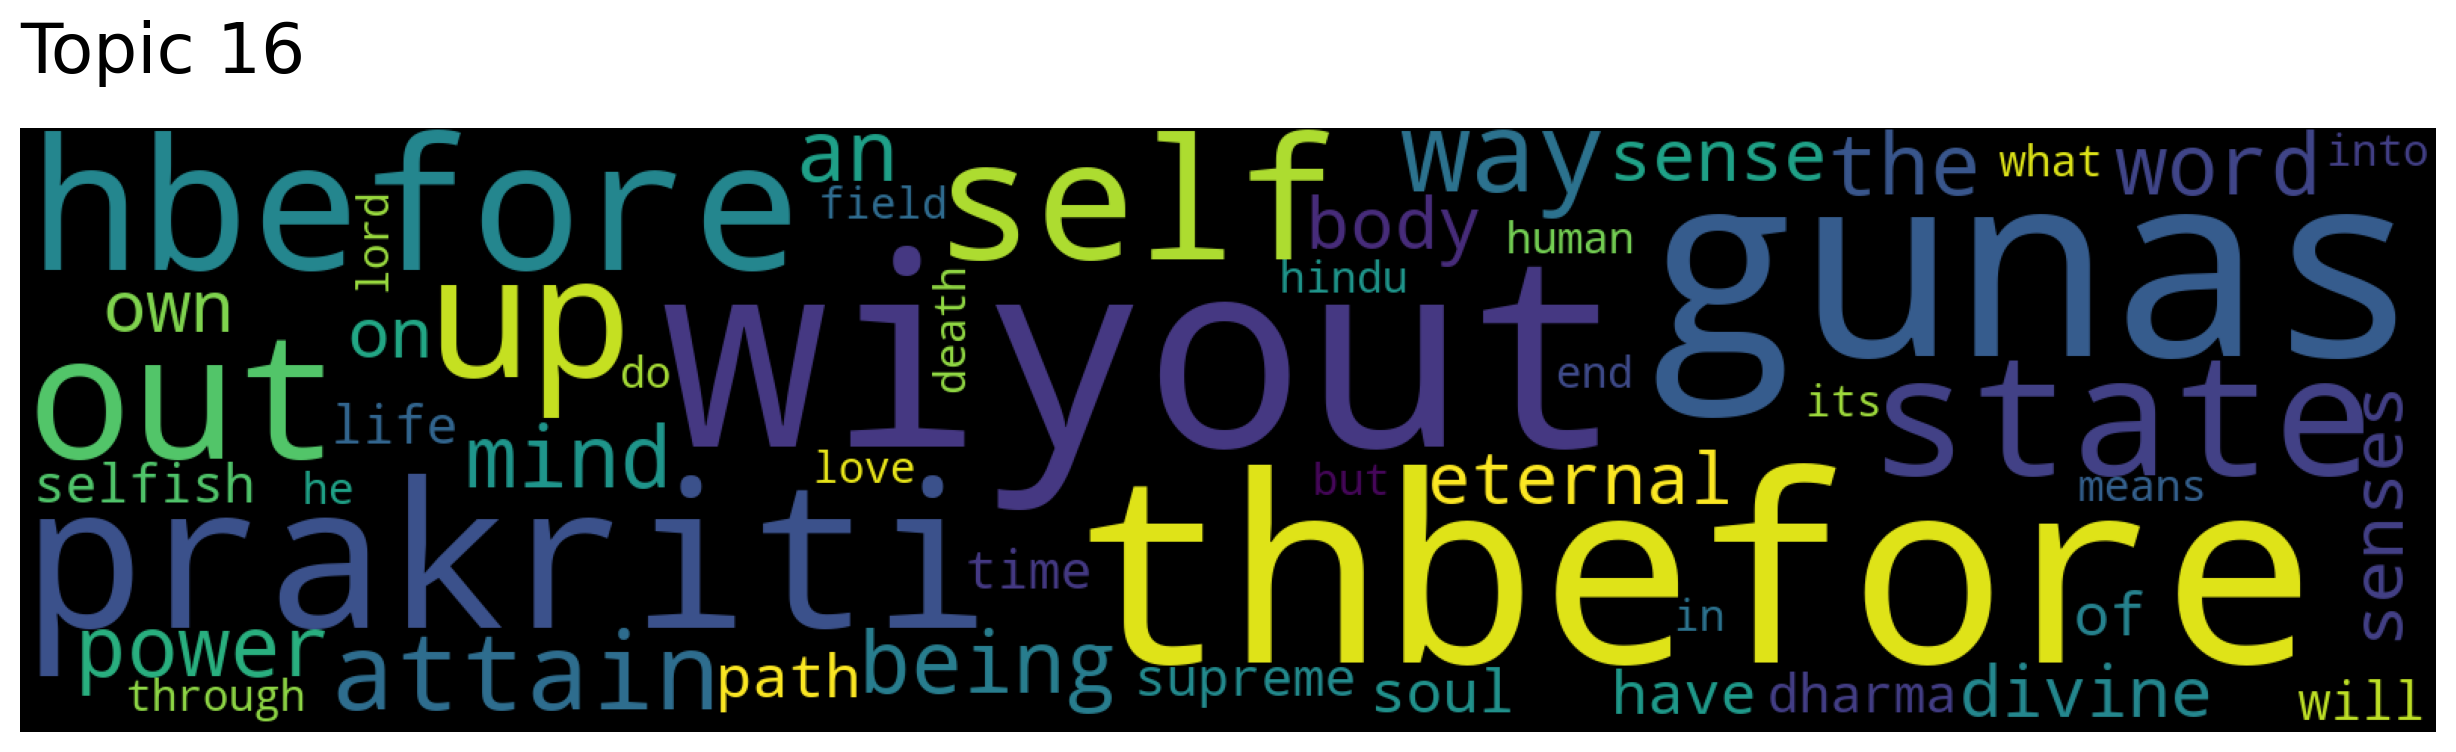 Topic 16
hbefore
an
self
way
sense
the
what
word
into
field
lord
body
human
gunas
hindu
own
on
up
do
wiyout
death
end
out
life
its
state
senses
mind
love
but
eternal
means
selfish
he
prakriti
time
thbefore
in
of
power
through
attain
path
being
supreme
soul
have
dharma
divine
will